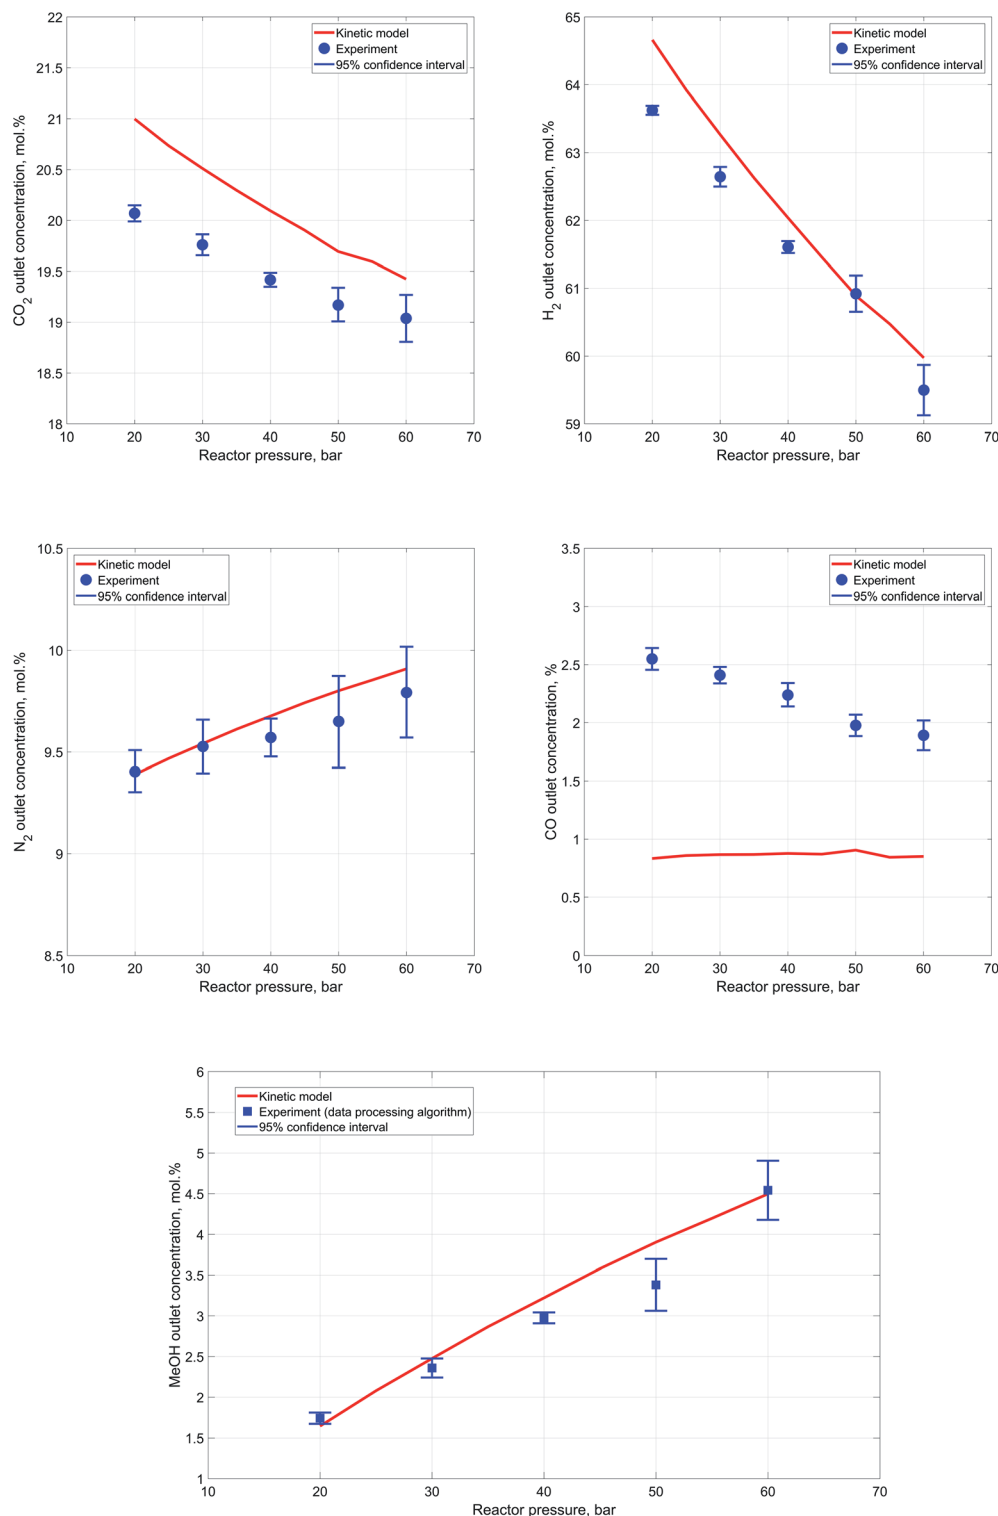 Kinetic model
Experiment
95% confidence interval
22
21.5
21
20.5
20
19.5
19
18.5
18
CO2 outlet concentration, mol.%
10 20 30 40 50 60 70
Reactor pressure, bar
Kinetic model
Experiment
95% confidence interval
65
64
63
62
61
60
59
H2 outlet concentration, mol.%
10 20 30 40 50 60 70
Reactor pressure, bar
Kinetic model
Experiment
95% confidence interval
10.5
10
9.5
9
8.5
N2 outlet concentration, mol.%
10 20 30 40 50 60 70
Reactor pressure, bar
Kinetic model
Experiment
95% confidence interval
3.5
3
2.5
2
1.5
1
0.5
0
CO outlet concentration, %
10 20 30 40 50 60 70
Reactor pressure, bar
Kinetic model
Experiment (data processing algorithm)
95% confidence interval
6
5.5
5
4.5
4
3.5
3
2.5
2
1.5
1
MeOH outlet concentration, mol.%
10 20 30 40 50 60 70
Reactor pressure, bar